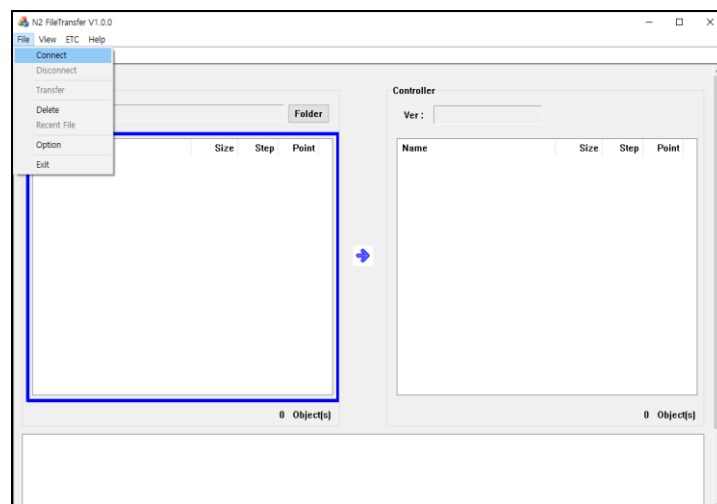 N2 FileTransfer V1.0.0
File View ETC Help
Connect
Disconnect
Transfer
Delete
Recent File
Option
Exit
Folder
Size Step Point
0 Object(s)
Controller
Ver :
Name Size Step Point
0 Object(s)